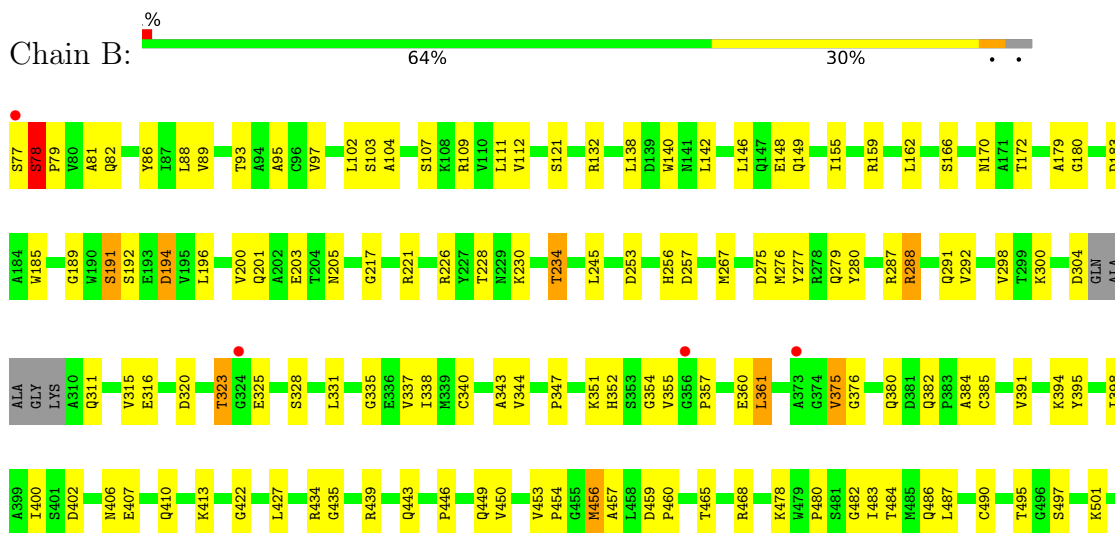 %
Chain B:
64% 30% • •
S77 S78 P79 V80 A81 Q82 Y86 I87 L88 V89 T93 A94 A95 C96 V97 L102 S103 A104 S107 K108 R109 V110 L111 V112 S121 R132 L138 D139 W140 N141 L142 L146 Q147 E148 Q149 I155 R159 L162 S166 N170 A171 T172 A179 G180 D183
A184 W185 G189 W190 S191 S192 E193 D194 V195 L196 V200 Q201 A202 E203 T204 N205 G217 R221 R226 Y227 T228 N229 K230 T234 L245 D253 H256 D257 M267 D275 M276 Y277 R278 Q279 Y280 R287 R288 Q291 V292 V298 T299 K300 D304 GLN ALA
ALA GLY LYS A310 Q311 V315 E316 D320 T323 G324 E325 S328 L331 G335 E336 V337 I338 M339 C340 A343 V344 P347 K351 H352 S353 G354 V355 G356 P357 E360 L361 A373 G374 V375 G376 Q380 D381 Q382 P383 A384 C385 V391 K394 Y395 I398
A399 I400 S401 D402 N406 E407 Q410 K413 G422 L427 R434 G435 R439 Q443 P446 Q449 V450 V453 P454 G455 M456 A457 L458 D459 P460 T465 R468 K478 W479 P480 S481 G482 I483 T484 M485 Q486 L487 C490 T495 G496 S497 K501